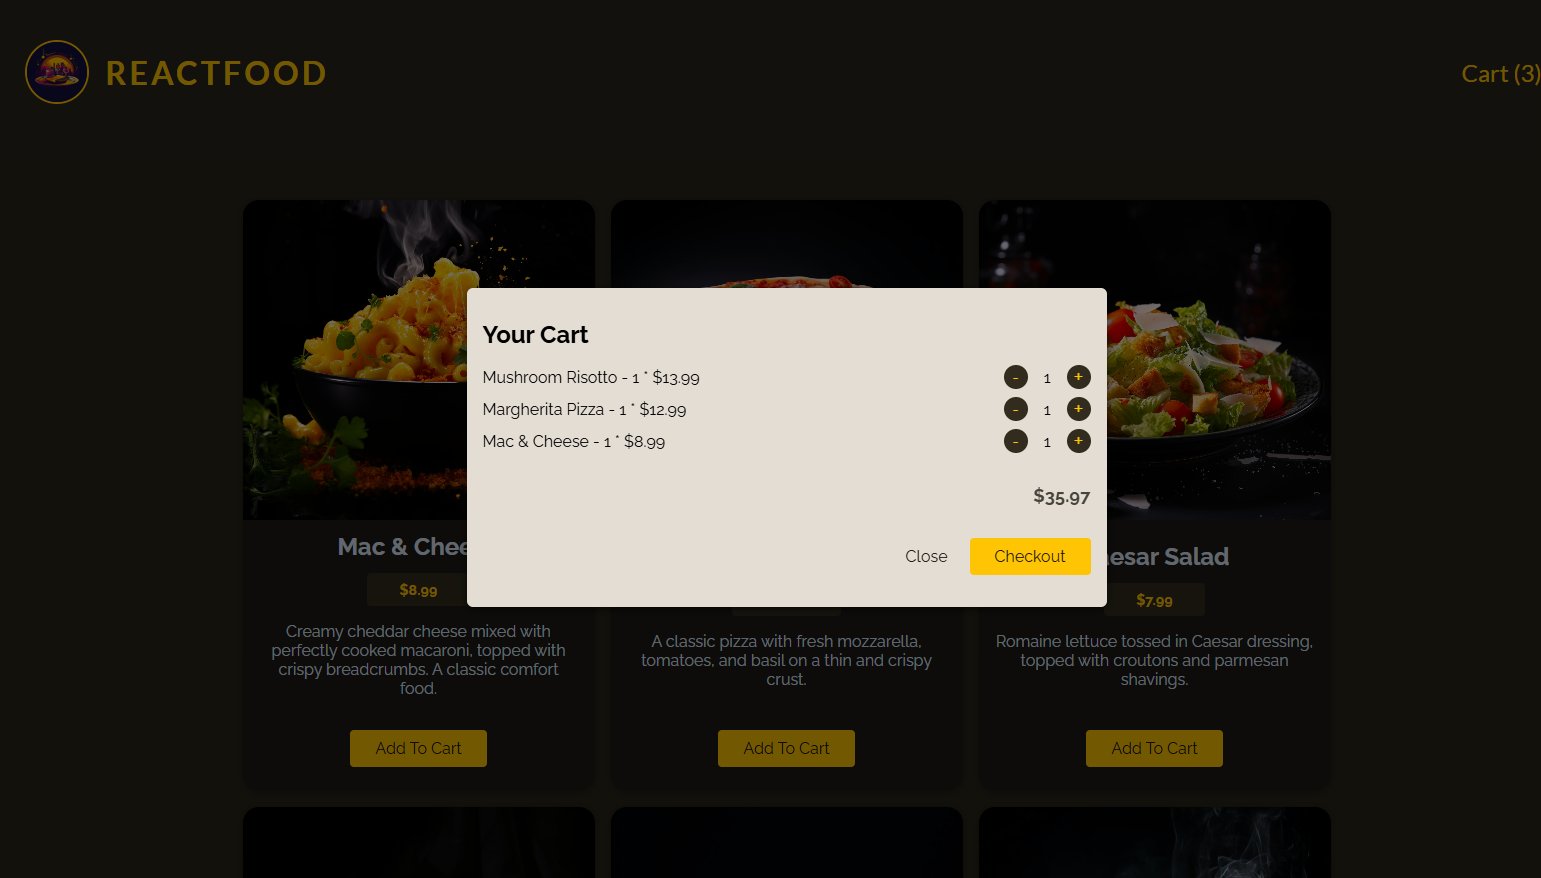 REACTFOOD
Cart (3)
Your Cart
Mushroom Risotto - 1 * $13.99
- 1 +
Margherita Pizza - 1 * $12.99
- 1 +
Mac & Cheese - 1 * $8.99
- 1 +
$35.97
Close
Checkout
Mac & Chee
$8.99
Creamy cheddar cheese mixed with
perfectly cooked macaroni, topped with
crispy breadcrumbs. A classic comfort
food.
Add To Cart
A classic pizza with fresh mozzarella,
tomatoes, and basil on a thin and crispy
crust.
Add To Cart
esar Salad
$7.99
Romaine lettuce tossed in Caesar dressing,
topped with croutons and parmesan
shavings.
Add To Cart